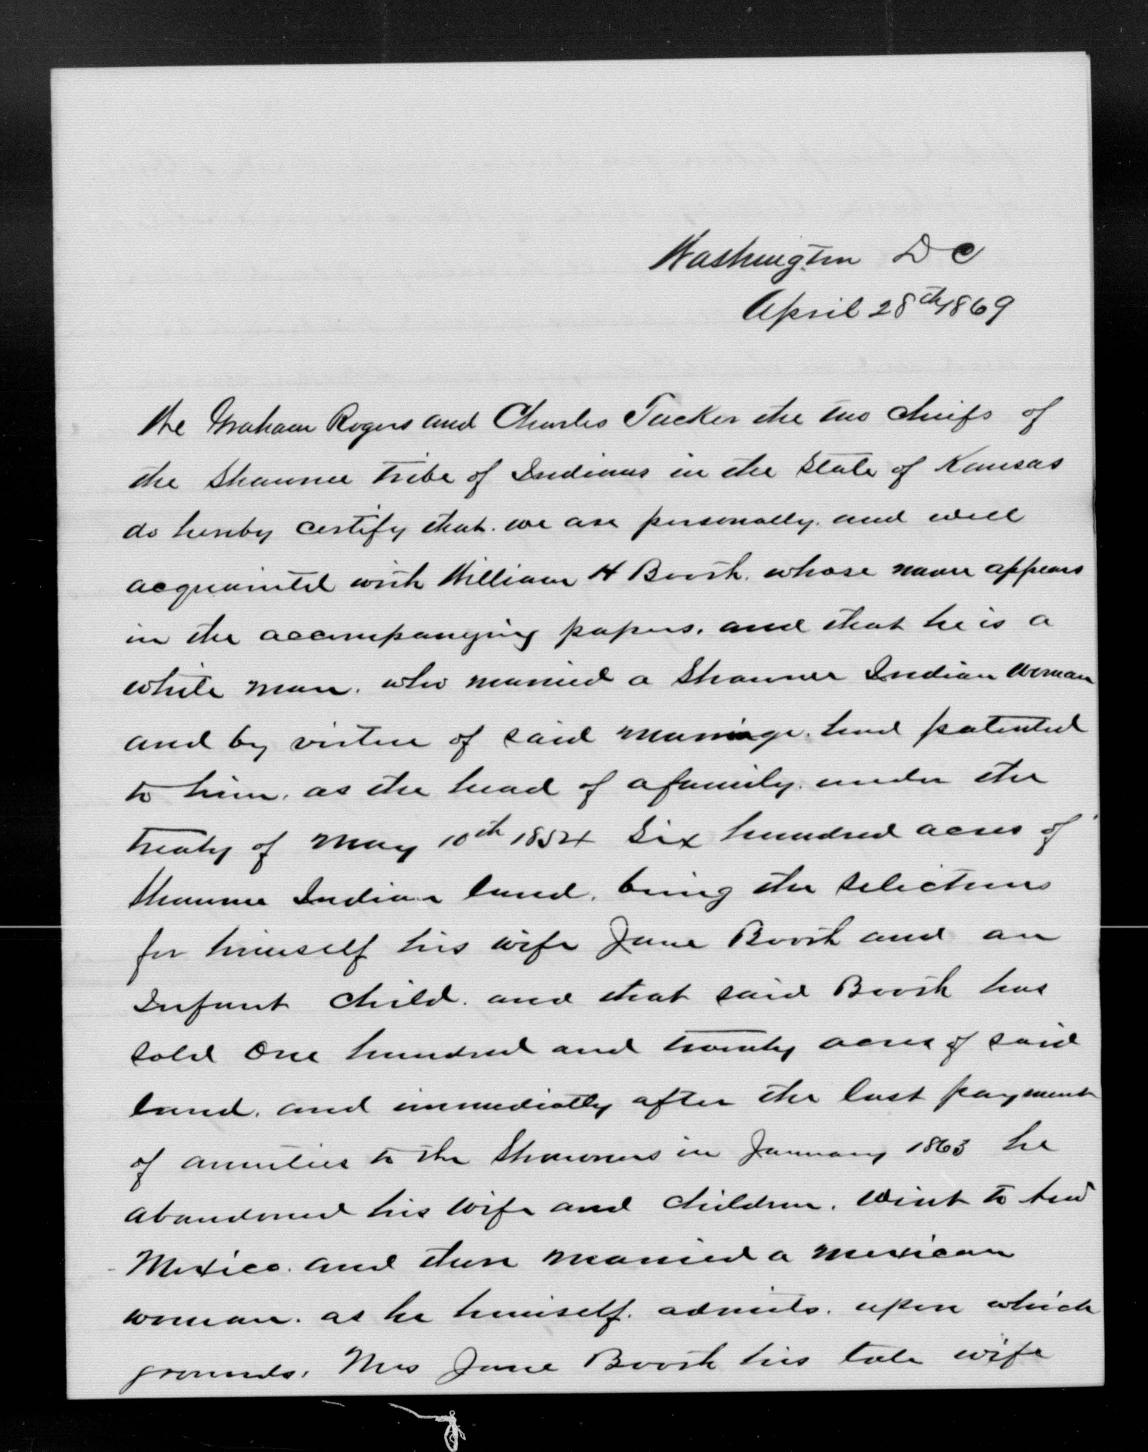 Washington D C
April 28th 1869
We Graham Rogers and Charles Tucker the two chiefs of
the Shawnee tribe of Indians in the State of Kansas
do hereby certify that we are personally and well
acquainted with William H Booth. whose name appears
in the accompanying papers. and that he is a
white man. who married a Shawnee Indian woman
and by virtue of said marriage. had patented
to him. as the head of a family. under the
treaty of May 10th 1854 Six hundred acres of
Shawnee Indian land. being the selections
for himself his wife Jane Booth and an
Infant child. and that said Booth has
sold One hundred and twenty acres of said
land. and immediatly after the last payment
of annuties to the Shawnees in January 1863 he
abandoned his wife and children. Went to New
Mexico. and there married a Mexican
woman. as he himself. admits. upon which
grounds. Mrs Jane Booth his late wife